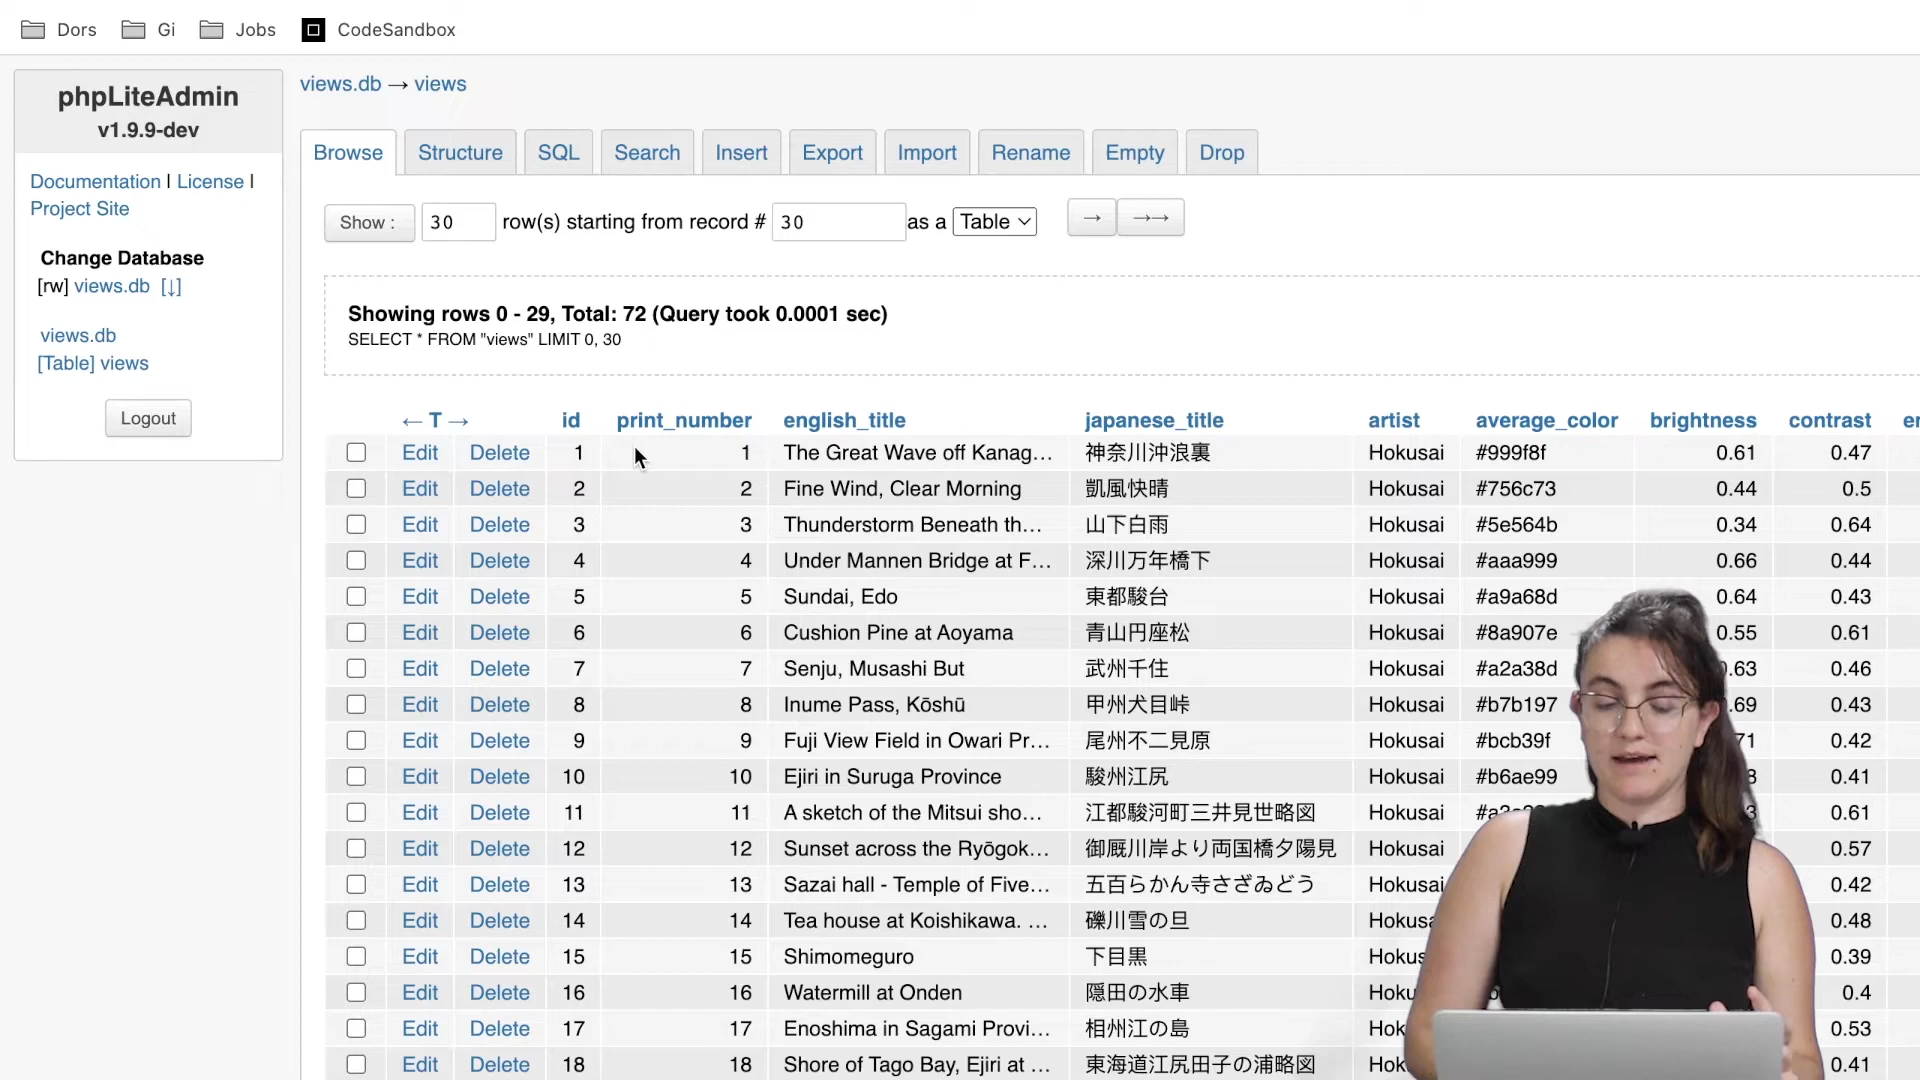 Dors Gi Jobs CodeSandbox
phpLiteAdmin
v1.9.9-dev
Documentation | License |
Project Site
Change Database
[rw] views.db [↓]
views.db
[Table] views
Logout
views.db → views
Browse Structure SQL Search Insert Export Import Rename Empty Drop
Show : 30 row(s) starting from record # 30 as a Table → →→
Showing rows 0 - 29, Total: 72 (Query took 0.0001 sec)
SELECT * FROM "views" LIMIT 0, 30
← T → id print_number english_title japanese_title artist average_color brightness contrast
Edit Delete 1 1 The Great Wave off Kanag... 神奈川沖浪裏 Hokusai #999f8f 0.61 0.47
Edit Delete 2 2 Fine Wind, Clear Morning 凱風快晴 Hokusai #756c73 0.44 0.5
Edit Delete 3 3 Thunderstorm Beneath th... 山下白雨 Hokusai #5e564b 0.34 0.64
Edit Delete 4 4 Under Mannen Bridge at F... 深川万年橋下 Hokusai #aaa999 0.66 0.44
Edit Delete 5 5 Sundai, Edo 東都駿台 Hokusai #a9a68d 0.64 0.43
Edit Delete 6 6 Cushion Pine at Aoyama 青山円座松 Hokusai #8a907e 0.55 0.61
Edit Delete 7 7 Senju, Musashi But 武州千住 Hokusai #a2a38d .63 0.46
Edit Delete 8 8 Inume Pass, Kōshū 甲州犬目峠 Hokusai #b7b197 .69 0.43
Edit Delete 9 9 Fuji View Field in Owari Pr... 尾州不二見原 Hokusai #bcb39f 71 0.42
Edit Delete 10 10 Ejiri in Suruga Province 駿州江尻 Hokusai #b6ae99 0.41
Edit Delete 11 11 A sketch of the Mitsui sho... 江都駿河町三井見世略図 Hokusai 0.61
Edit Delete 12 12 Sunset across the Ryōgok... 御厩川岸より両国橋夕陽見 Hokusai 0.57
Edit Delete 13 13 Sazai hall - Temple of Five... 五百らかん寺さざゐどう Hokusai 0.42
Edit Delete 14 14 Tea house at Koishikawa. ... 礫川雪の旦 0.48
Edit Delete 15 15 Shimomeguro 下目黒 0.39
Edit Delete 16 16 Watermill at Onden 隠田の水車 0.4
Edit Delete 17 17 Enoshima in Sagami Provi... 相州江の島 0.53
Edit Delete 18 18 Shore of Tago Bay, Ejiri at ... 東海道江尻田子の浦略図 0.41